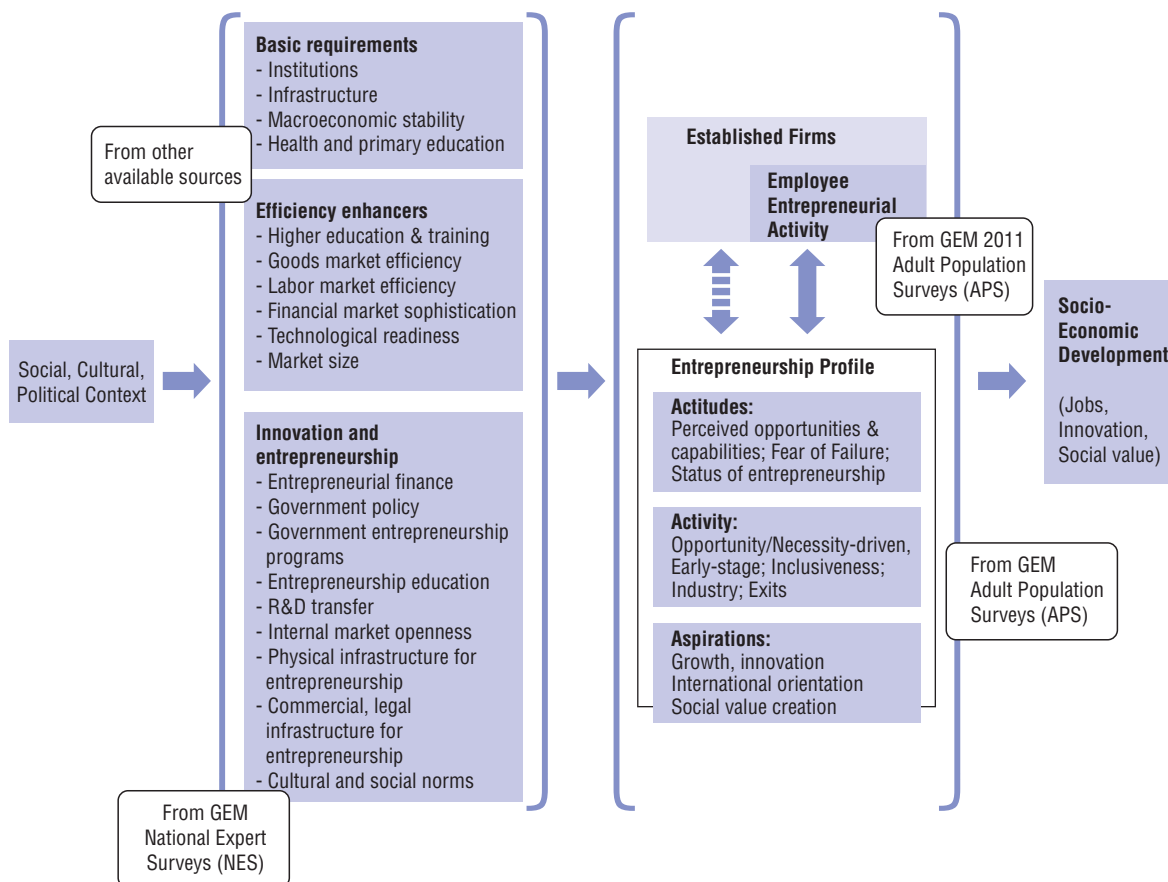 Social, Cultural,
Political Context
Basic requirements
- Institutions
- Infrastructure
- Macroeconomic stability
- Health and primary education
From other
available sources
Efficiency enhancers
- Higher education & training
- Goods market efficiency
- Labor market efficiency
- Financial market sophistication
- Technological readiness
- Market size
Innovation and
entrepreneurship
- Entrepreneurial finance
- Government policy
- Government entrepreneurship
programs
- Entrepreneurship education
- R&D transfer
- Internal market openness
- Physical infrastructure for
entrepreneurship
- Commercial, legal
infrastructure for
entrepreneurship
- Cultural and social norms
From GEM
National Expert
Surveys (NES)
Established Firms
Employee
Entrepreneurial
Activity
From GEM 2011
Adult Population
Surveys (APS)
Entrepreneurship Profile
Actitudes:
Perceived opportunities &
capabilities; Fear of Failure;
Status of entrepreneurship
Activity:
Opportunity/Necessity-driven,
Early-stage; Inclusiveness;
Industry; Exits
Aspirations:
Growth, innovation
International orientation
Social value creation
From GEM
Adult Population
Surveys (APS)
Socio-
Economic
Development
(Jobs,
Innovation,
Social value)